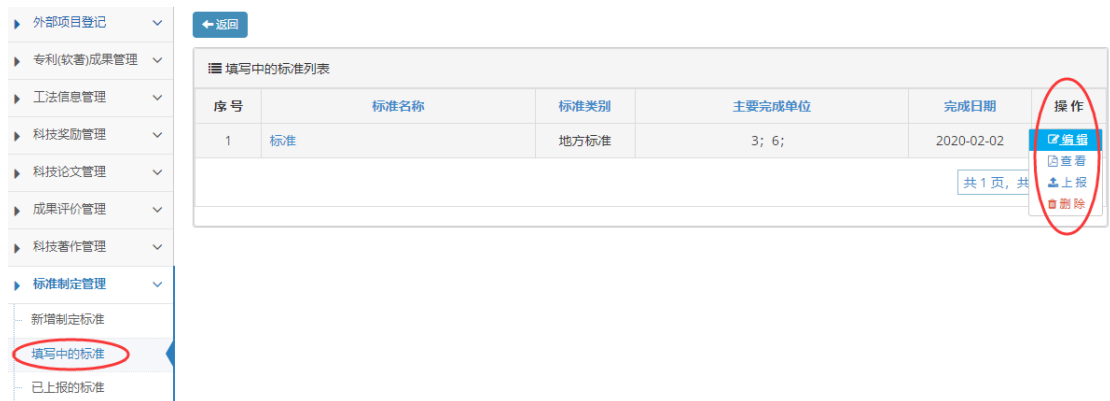 外部项目登记
专利(软著)成果管理
工法信息管理
科技奖励管理
科技论文管理
成果评价管理
科技著作管理
标准制定管理
新增制定标准
填写中的标准
已上报的标准
返回
填写中的标准列表
序号 标准名称 标准类别 主要完成单位 完成日期 操作
1 标准 地方标准 3; 6; 2020-02-02 编辑
查看
共1页, 共 上报
删除